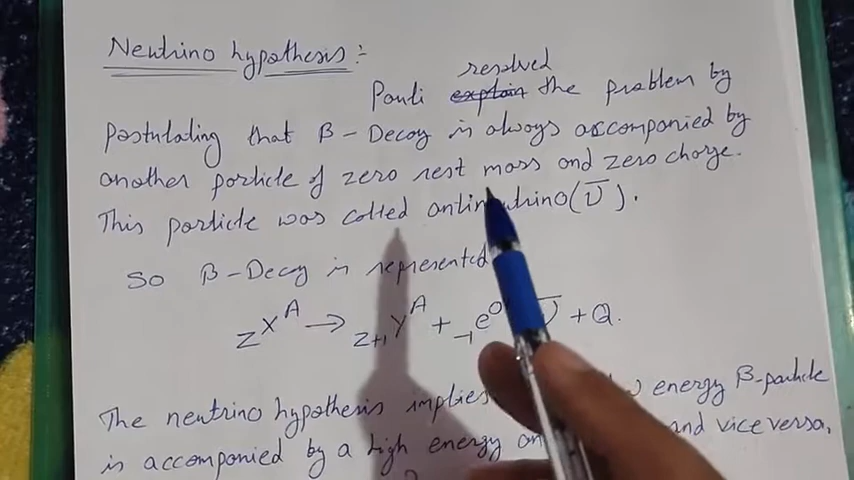 Neutrino hypothesis :-
resolved
Pauli explain the problem by
postulating that β-Decay is always accompanied by
another particle of zero rest mass and zero charge.
This particle was called (ν̄).
So β-Decay is represented
zX^A → z+1Y^A + -1e^0 ν̄ + Q.
The neutrino hypothesis implies energy β-particle
is accompanied by a high energy and vice versa,